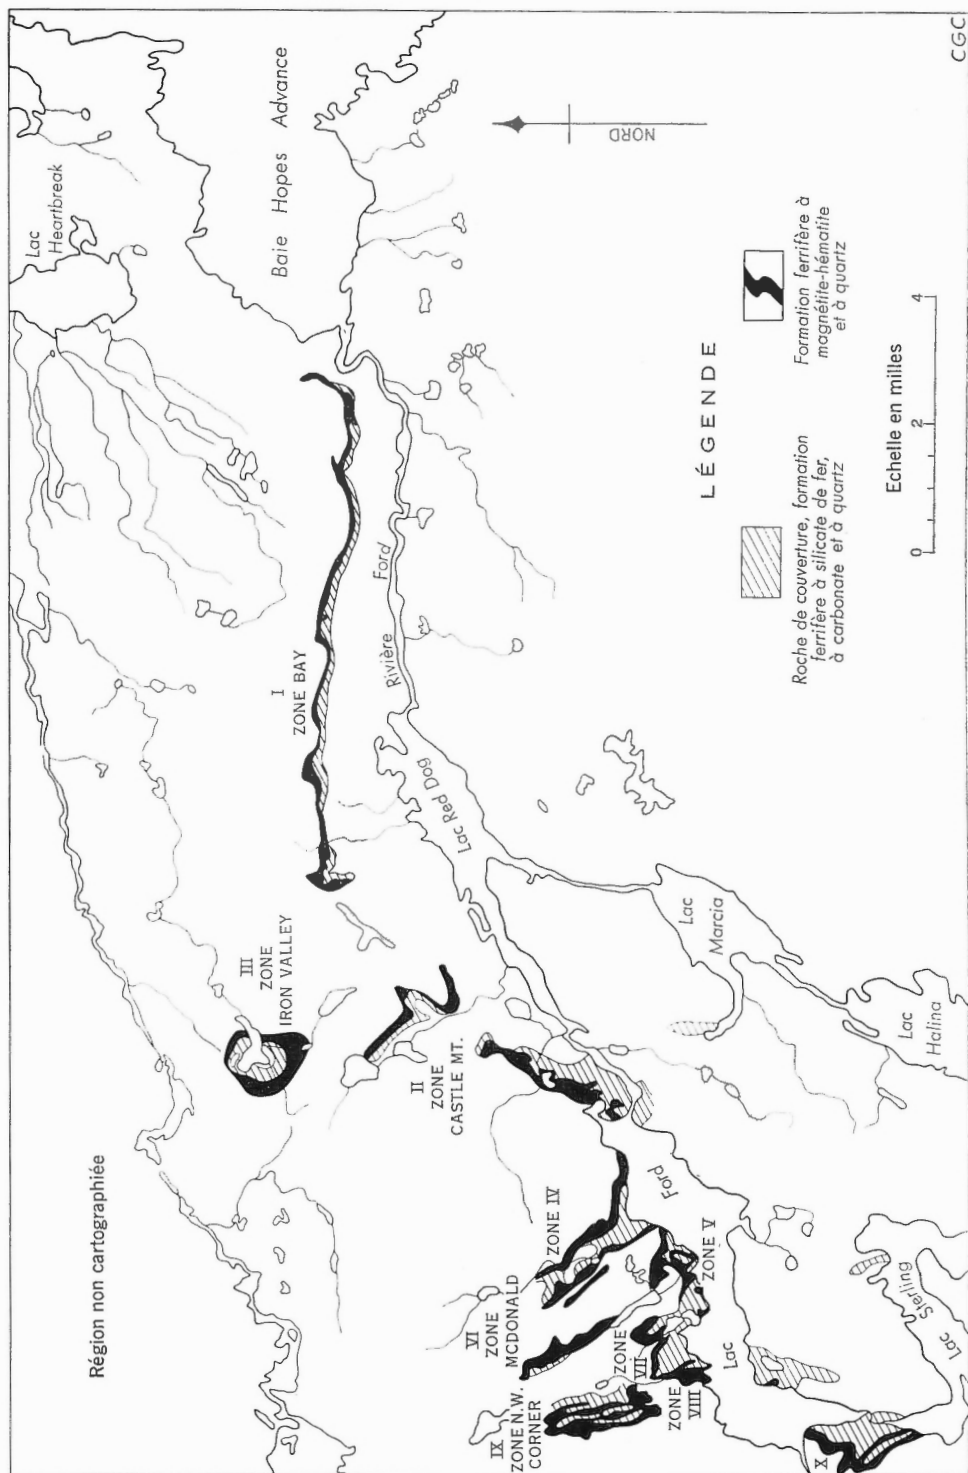 Région non cartographiée
Lac
Heartbreak
Baie Hopes Advance
NORD
III
ZONE
IRON VALLEY
I
ZONE BAY
II
ZONE
CASTLE MT.
Rivière Ford
Lac Red Dog
VI
ZONE
MCDONALD
ZONE IV
IX
ZONE N.W.
CORNER
ZONE
VII
ZONE V
ZONE
VIII
Lac Ford
X
Lac
Marcia
Lac
Halina
Lac Sterling
LÉGENDE
Roche de couverture, formation
ferrifère à silicate de fer,
à carbonate et à quartz
Formation ferrifère à
magnétite-hématite
et à quartz
Echelle en milles
0 2 4
CGC